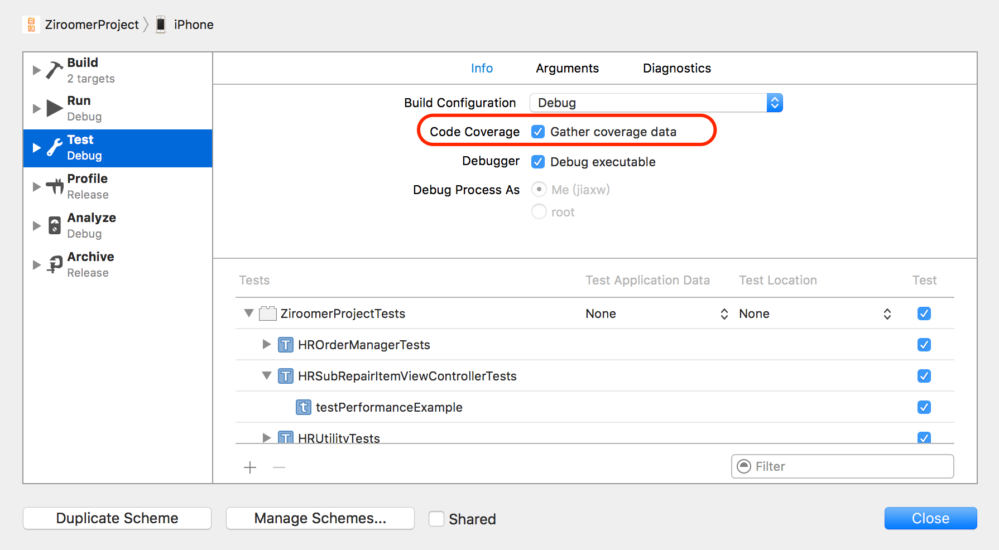 自如 ZiroomerProject iPhone
Build
2 targets
Run
Debug
Test
Debug
Profile
Release
Analyze
Debug
Archive
Release
Info Arguments Diagnostics
Build Configuration Debug
Code Coverage Gather coverage data
Debugger Debug executable
Debug Process As Me (jiaxw)
root
Tests Test Application Data Test Location Test
ZiroomerProjectTests None None
T HROrderManagerTests
T HRSubRepairItemViewControllerTests
t testPerformanceExample
T HRUtilityTests
Filter
Duplicate Scheme Manage Schemes... Shared Close